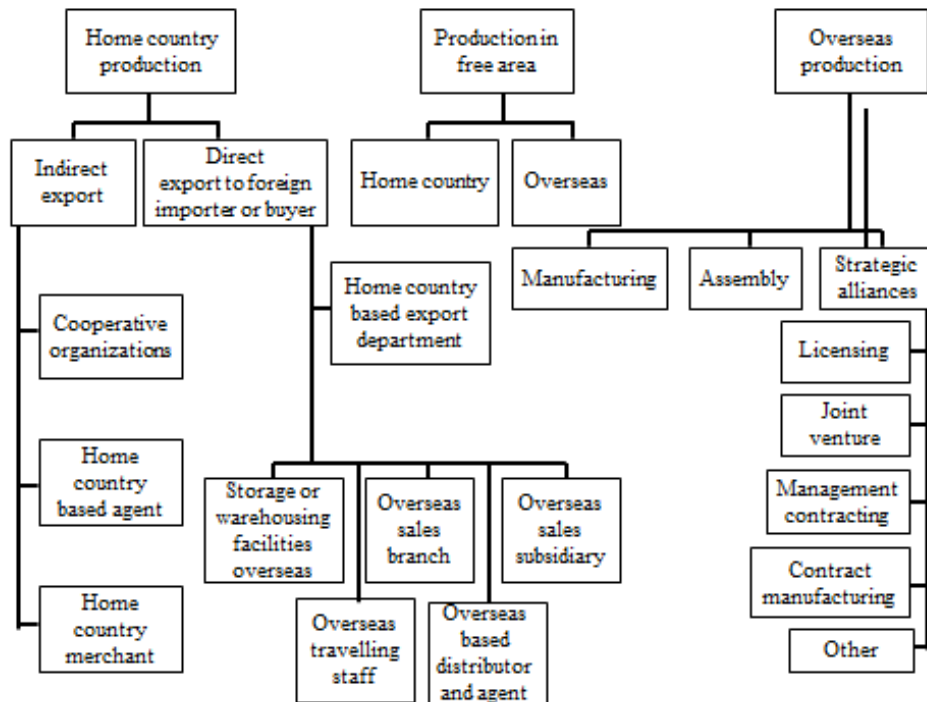 Home country
production
Production in
free area
Overseas
production
Indirect
export
Direct
export to foreign
importer or buyer
Home country
Overseas
Manufacturing
Assembly
Strategic
alliances
Home country
based export
department
Cooperative
organizations
Licensing
Joint
venture
Home
country
based agent
Storage or
warehousing
facilities
overseas
Overseas
sales
branch
Overseas
sales
subsidiary
Management
contracting
Contract
manufacturing
Home
country
merchant
Overseas
travelling
staff
Overseas
based
distributor
and agent
Other